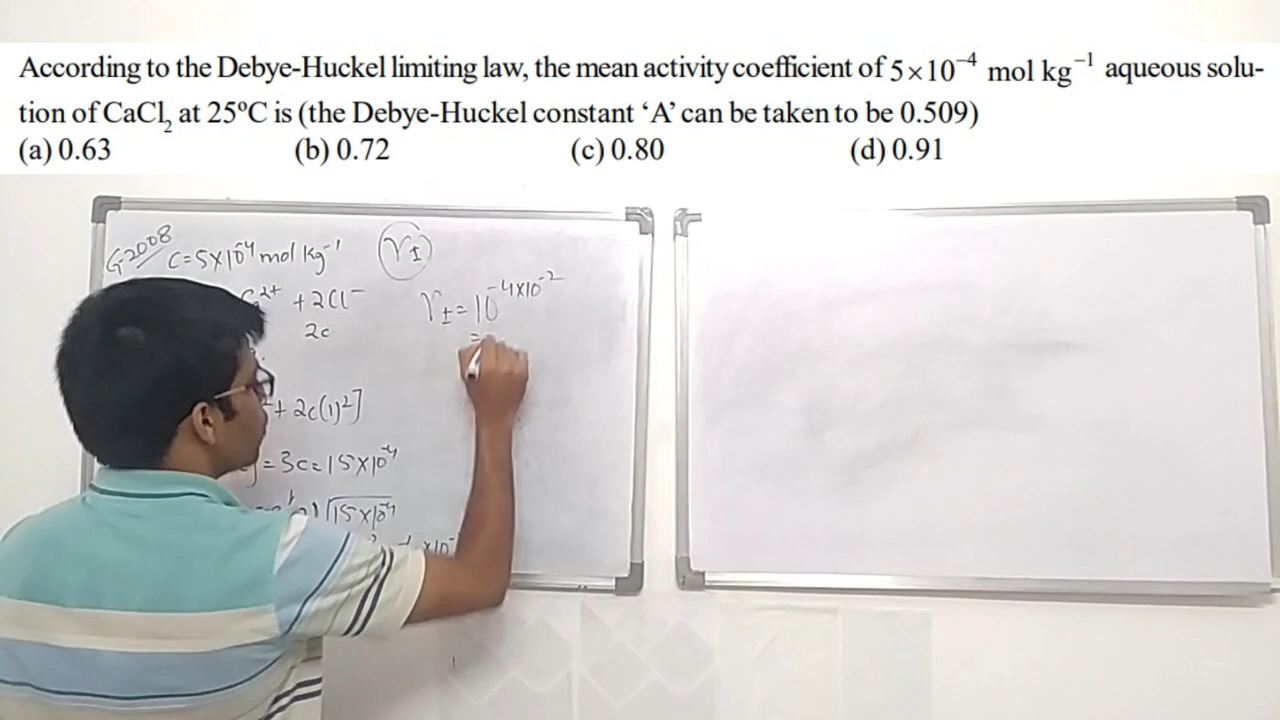 According to the Debye-Huckel limiting law, the mean activity coefficient of 5×10⁻⁴ mol kg⁻¹ aqueous solu-
tion of CaCl₂ at 25ºC is (the Debye-Huckel constant ‘A’ can be taken to be 0.509)
(a) 0.63 (b) 0.72 (c) 0.80 (d) 0.91
G-2008
C=5×10⁻⁴ mol kg⁻¹
γ±
²⁺ + 2Cl⁻
2c
+ 2c(1)²]
=3c=15×10⁻⁴
√15×10⁻⁴
γ±=10^-4×10⁻²
=